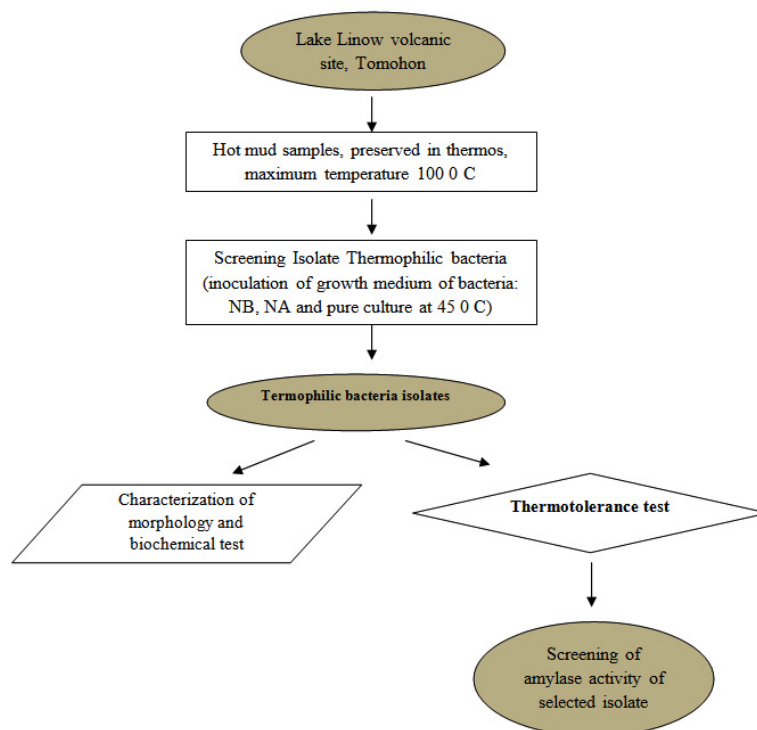 Lake Linow volcanic
site, Tomohon
Hot mud samples, preserved in thermos,
maximum temperature 100 0 C
Screening Isolate Thermophilic bacteria
(inoculation of growth medium of bacteria:
NB, NA and pure culture at 45 0 C)
Termophilic bacteria isolates
Characterization of
morphology and
biochemical test
Thermotolerance test
Screening of
amylase activity of
selected isolate